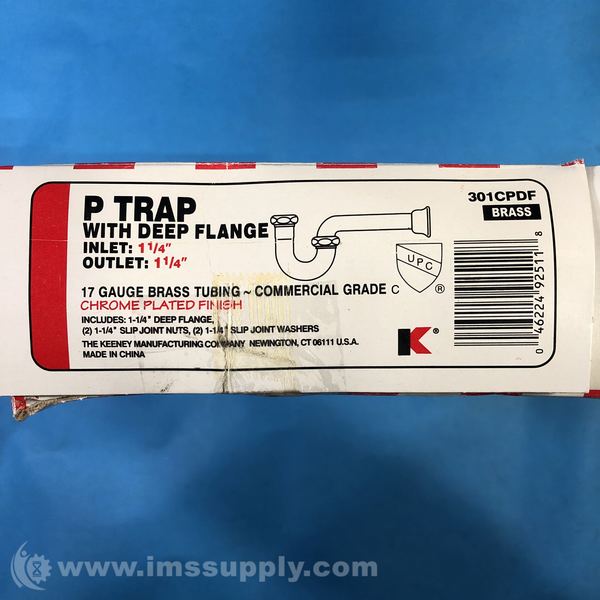 P TRAP
WITH DEEP FLANGE
INLET: 1 1/4"
OUTLET: 1 1/4"
301CPDF
BRASS
UPC
C ®
17 GAUGE BRASS TUBING ~ COMMERCIAL GRADE
CHROME PLATED FINISH
INCLUDES: 1-1/4" DEEP FLANGE,
(2) 1-1/4" SLIP JOINT NUTS, (2) 1-1/4" SLIP JOINT WASHERS
THE KEENEY MANUFACTURING COMPANY NEWINGTON, CT 06111 U.S.A.
MADE IN CHINA
K ®
0 46224 92511 8
www.imssupply.com